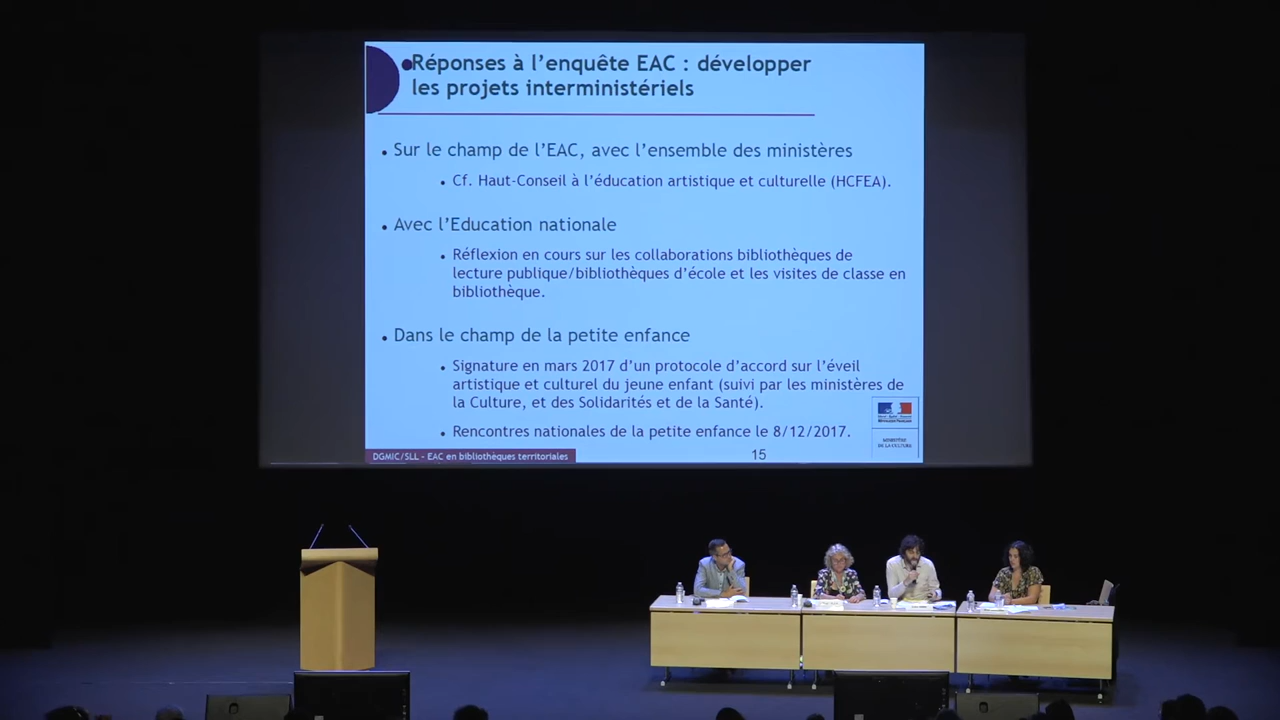 Réponses à l’enquête EAC : développer
les projets interministériels
Sur le champ de l’EAC, avec l’ensemble des ministères
Cf. Haut-Conseil à l’éducation artistique et culturelle (HCFEA).
Avec l’Education nationale
Réflexion en cours sur les collaborations bibliothèques de
lecture publique/bibliothèques d’école et les visites de classe en
bibliothèque.
Dans le champ de la petite enfance
Signature en mars 2017 d’un protocole d’accord sur l’éveil
artistique et culturel du jeune enfant (suivi par les ministères de
la Culture, et des Solidarités et de la Santé).
Rencontres nationales de la petite enfance le 8/12/2017.
MINISTÈRE
DE LA CULTURE
DGMIC/SLL - EAC en bibliothèques territoriales
15